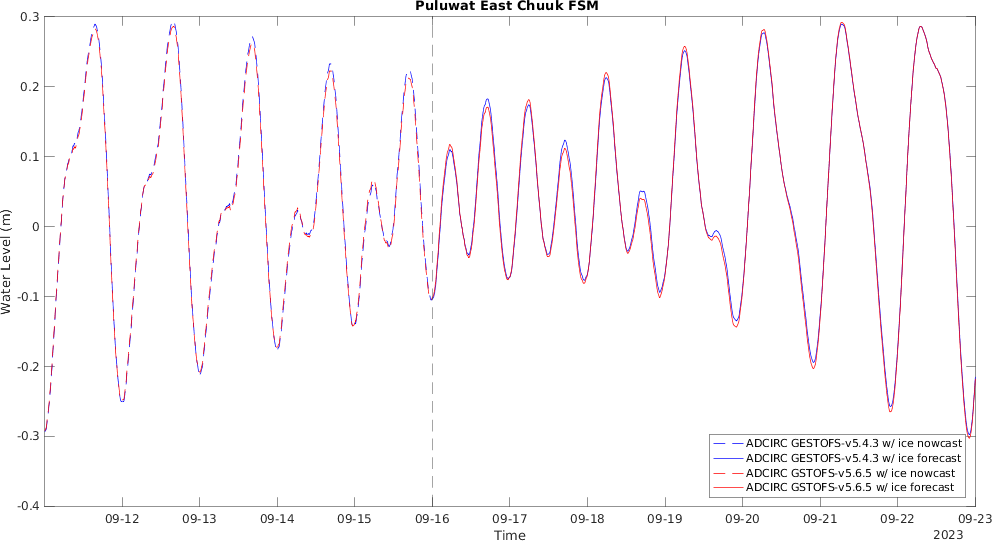 Puluwat East Chuuk FSM
0.3
0.2
0.1
0
-0.1
-0.2
-0.3
-0.4
Water Level (m)
ADCIRC GESTOFS-v5.4.3 w/ ice nowcast
ADCIRC GESTOFS-v5.4.3 w/ ice forecast
ADCIRC GSTOFS-v5.6.5 w/ ice nowcast
ADCIRC GSTOFS-v5.6.5 w/ ice forecast
09-12 09-13 09-14 09-15 09-16 09-17 09-18 09-19 09-20 09-21 09-22 09-23
Time
2023